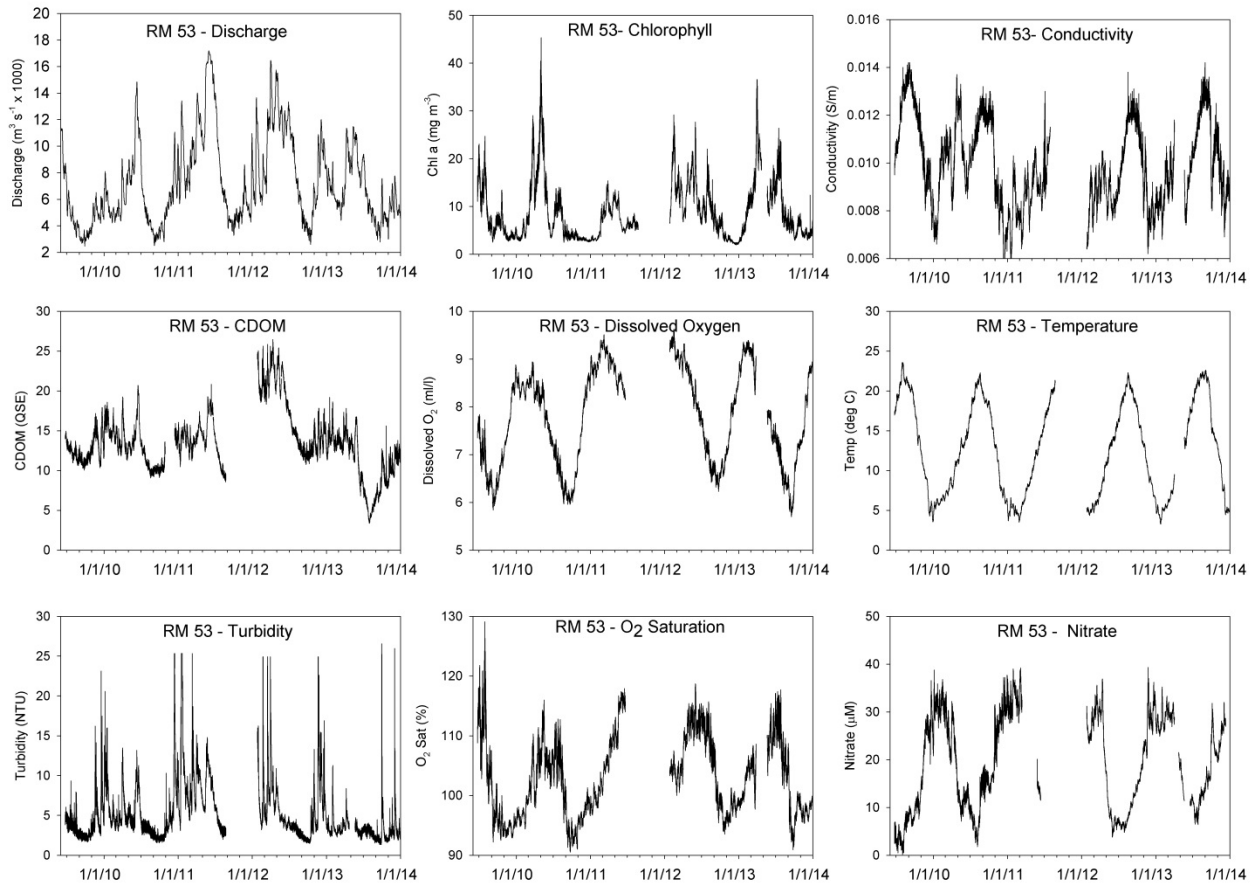 RM 53 - Discharge
Discharge (m³ s⁻¹ x 1000)
20
18
16
14
12
10
8
6
4
2
1/1/10 1/1/11 1/1/12 1/1/13 1/1/14
RM 53- Chlorophyll
Chl a (mg m⁻³)
50
40
30
20
10
0
1/1/10 1/1/11 1/1/12 1/1/13 1/1/14
RM 53- Conductivity
Conductivity (S/m)
0.016
0.014
0.012
0.010
0.008
0.006
1/1/10 1/1/11 1/1/12 1/1/13 1/1/14
RM 53 - CDOM
CDOM (QSE)
30
25
20
15
10
5
0
1/1/10 1/1/11 1/1/12 1/1/13 1/1/14
RM 53 - Dissolved Oxygen
Dissolved O₂ (ml/l)
10
9
8
7
6
5
1/1/10 1/1/11 1/1/12 1/1/13 1/1/14
RM 53 - Temperature
Temp (deg C)
30
25
20
15
10
5
0
1/1/10 1/1/11 1/1/12 1/1/13 1/1/14
RM 53 - Turbidity
Turbidity (NTU)
30
25
20
15
10
5
0
1/1/10 1/1/11 1/1/12 1/1/13 1/1/14
RM 53 - O₂ Saturation
O₂ Sat (%)
130
120
110
100
90
1/1/10 1/1/11 1/1/12 1/1/13 1/1/14
RM 53 - Nitrate
Nitrate (μM)
50
40
30
20
10
0
1/1/10 1/1/11 1/1/12 1/1/13 1/1/14